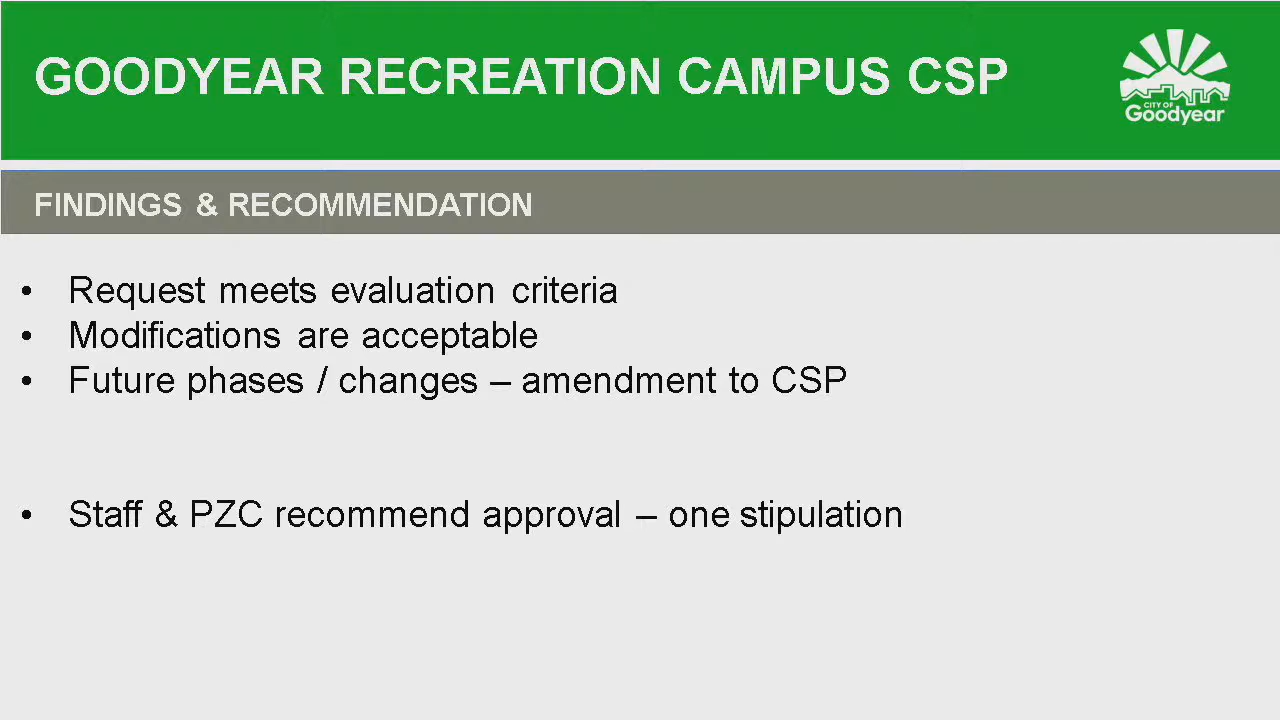 GOODYEAR RECREATION CAMPUS CSP
CITY OF
Goodyear
FINDINGS & RECOMMENDATION
• Request meets evaluation criteria
• Modifications are acceptable
• Future phases / changes – amendment to CSP
• Staff & PZC recommend approval – one stipulation